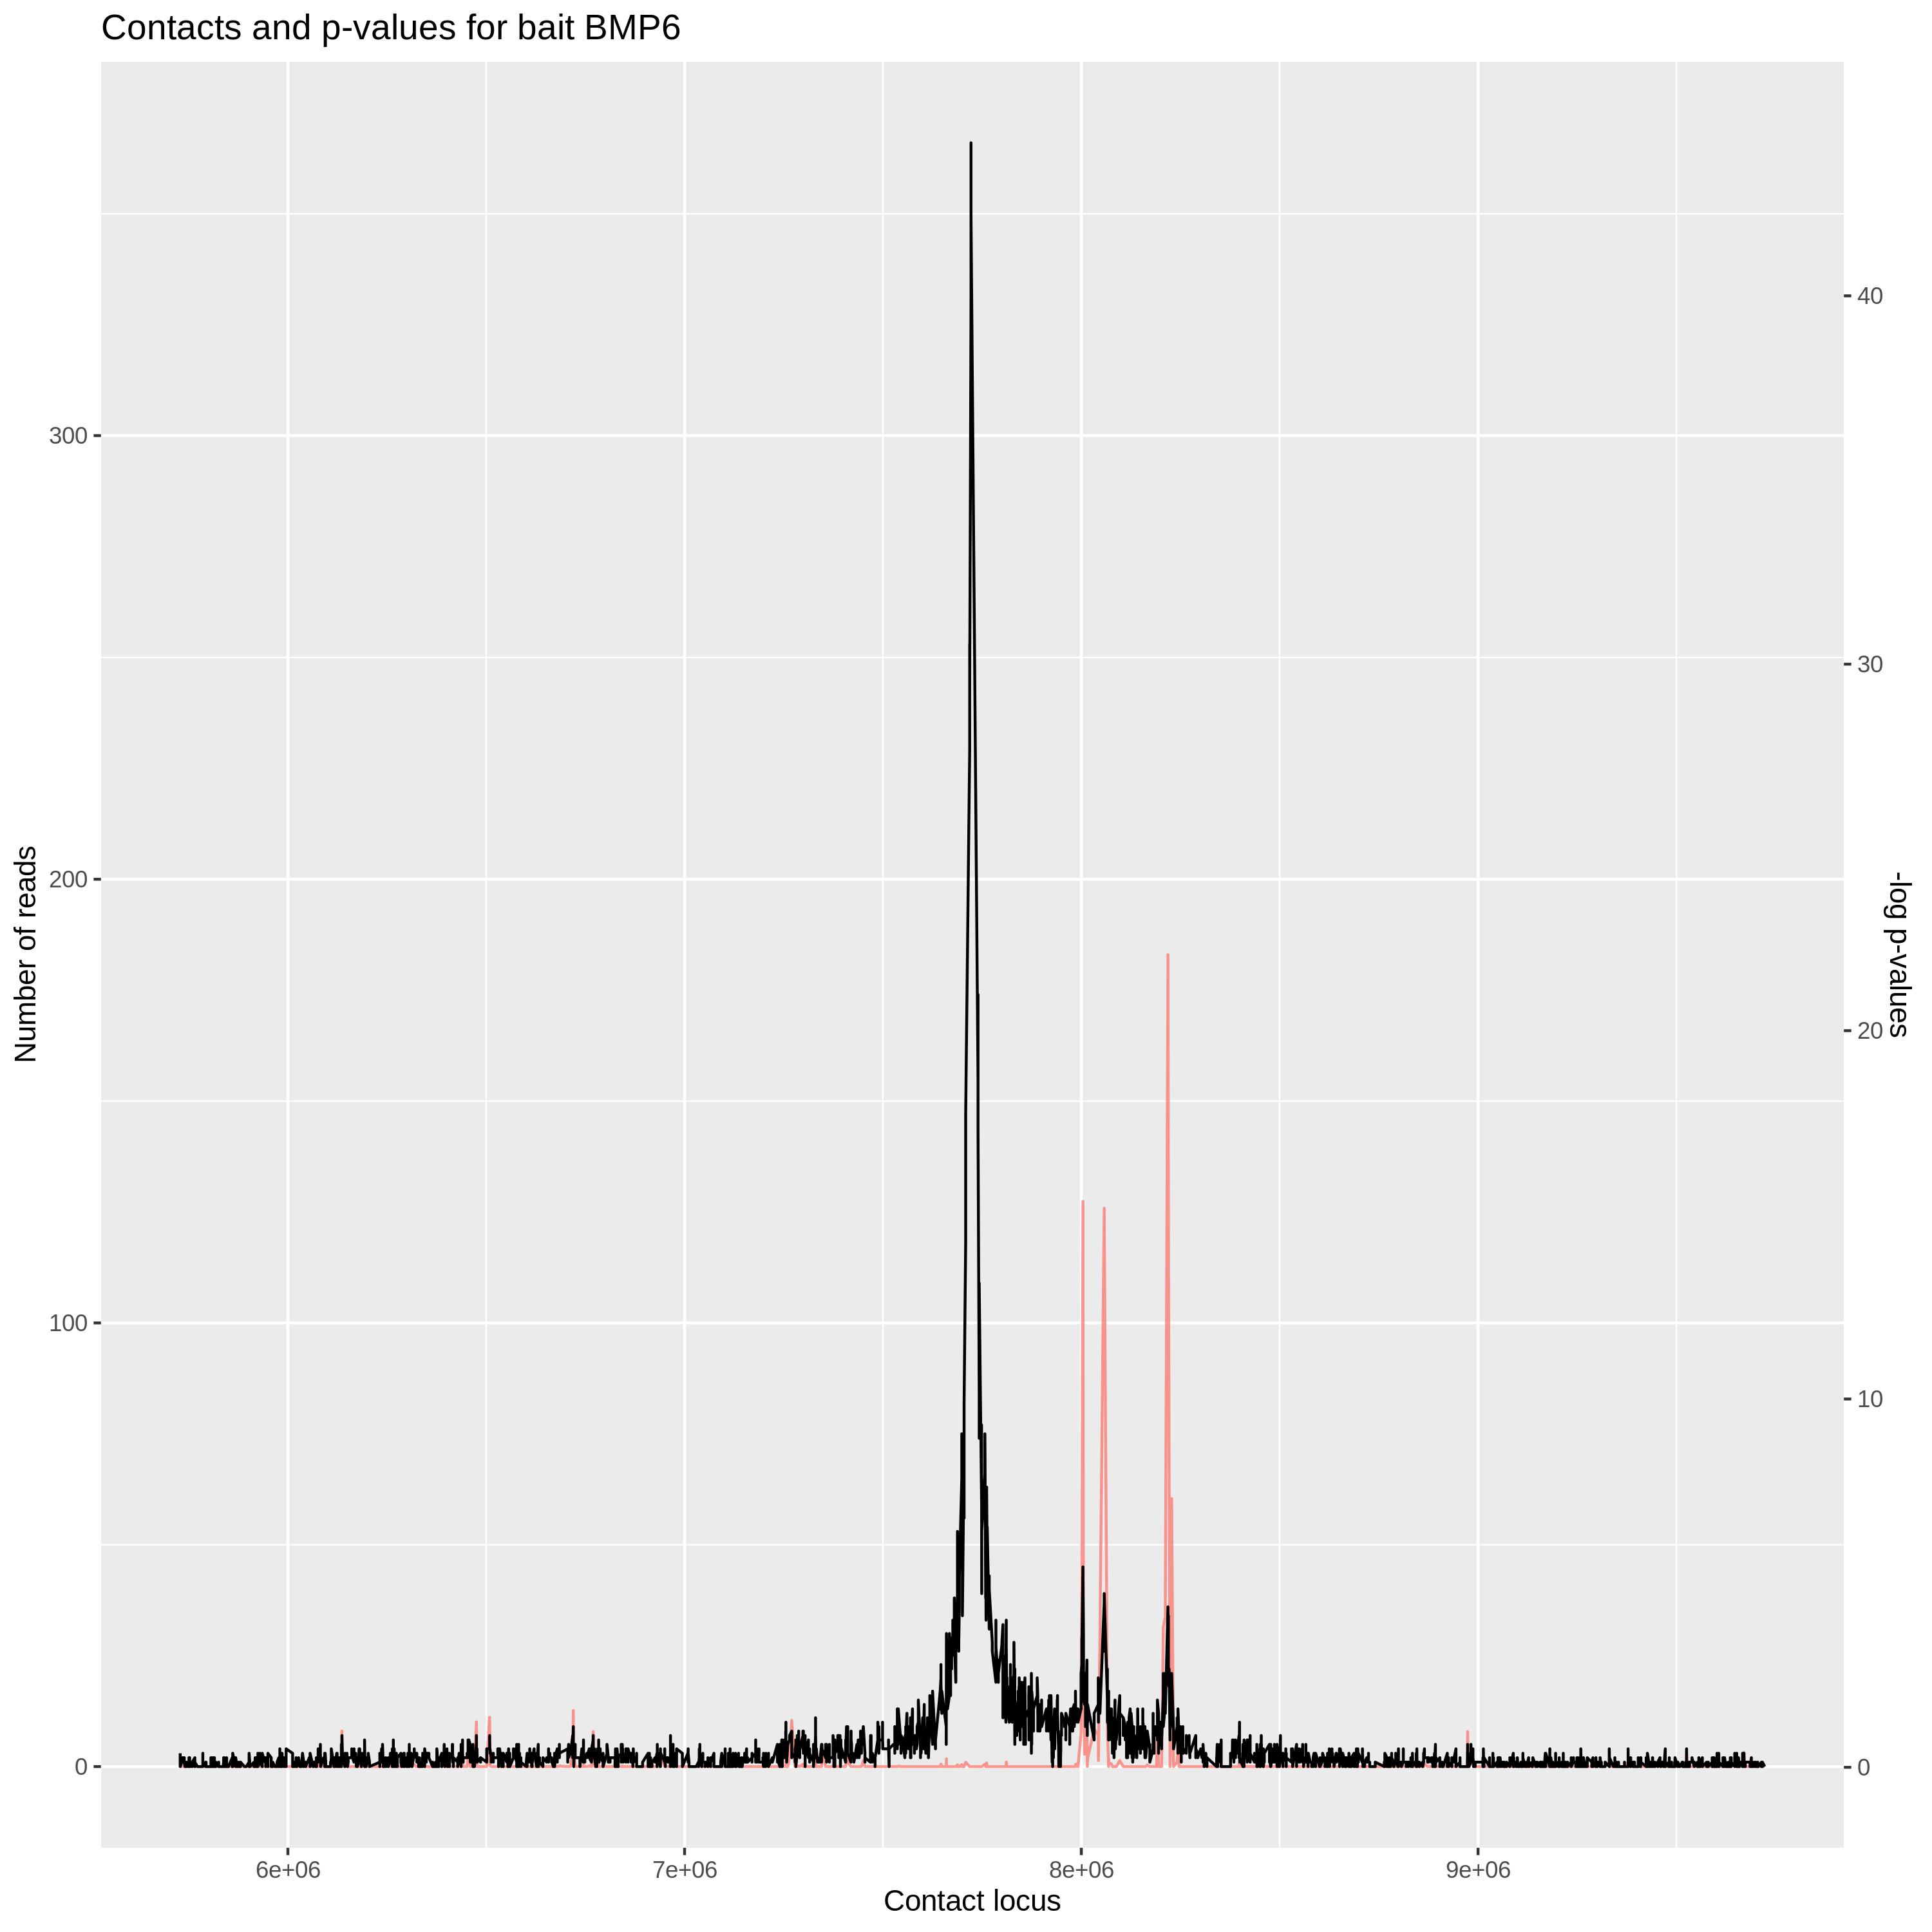 Contacts and p-values for bait BMP6
Number of reads
300
200
100
0
40
30
20
10
0
-log p-values
6e+06
7e+06
8e+06
9e+06
Contact locus